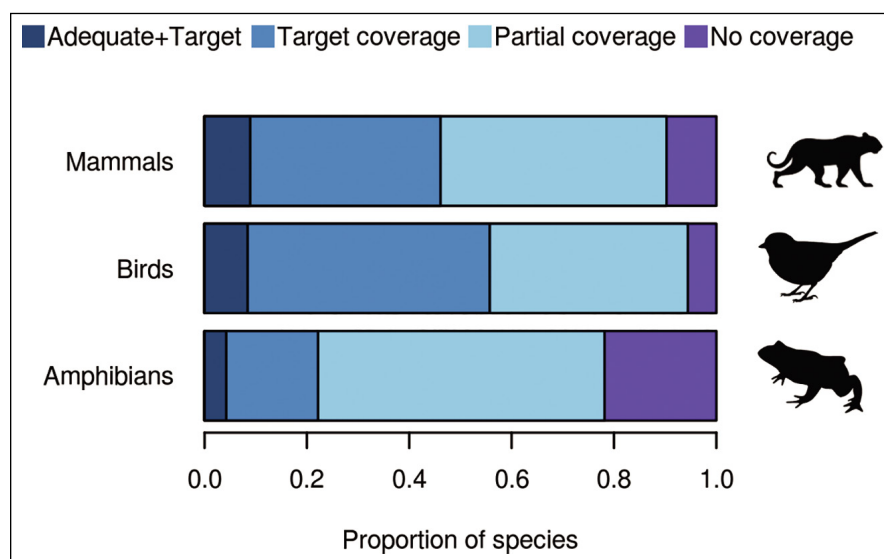 Adequate+Target Target coverage Partial coverage No coverage
Mammals
Birds
Amphibians
0.0 0.2 0.4 0.6 0.8 1.0
Proportion of species